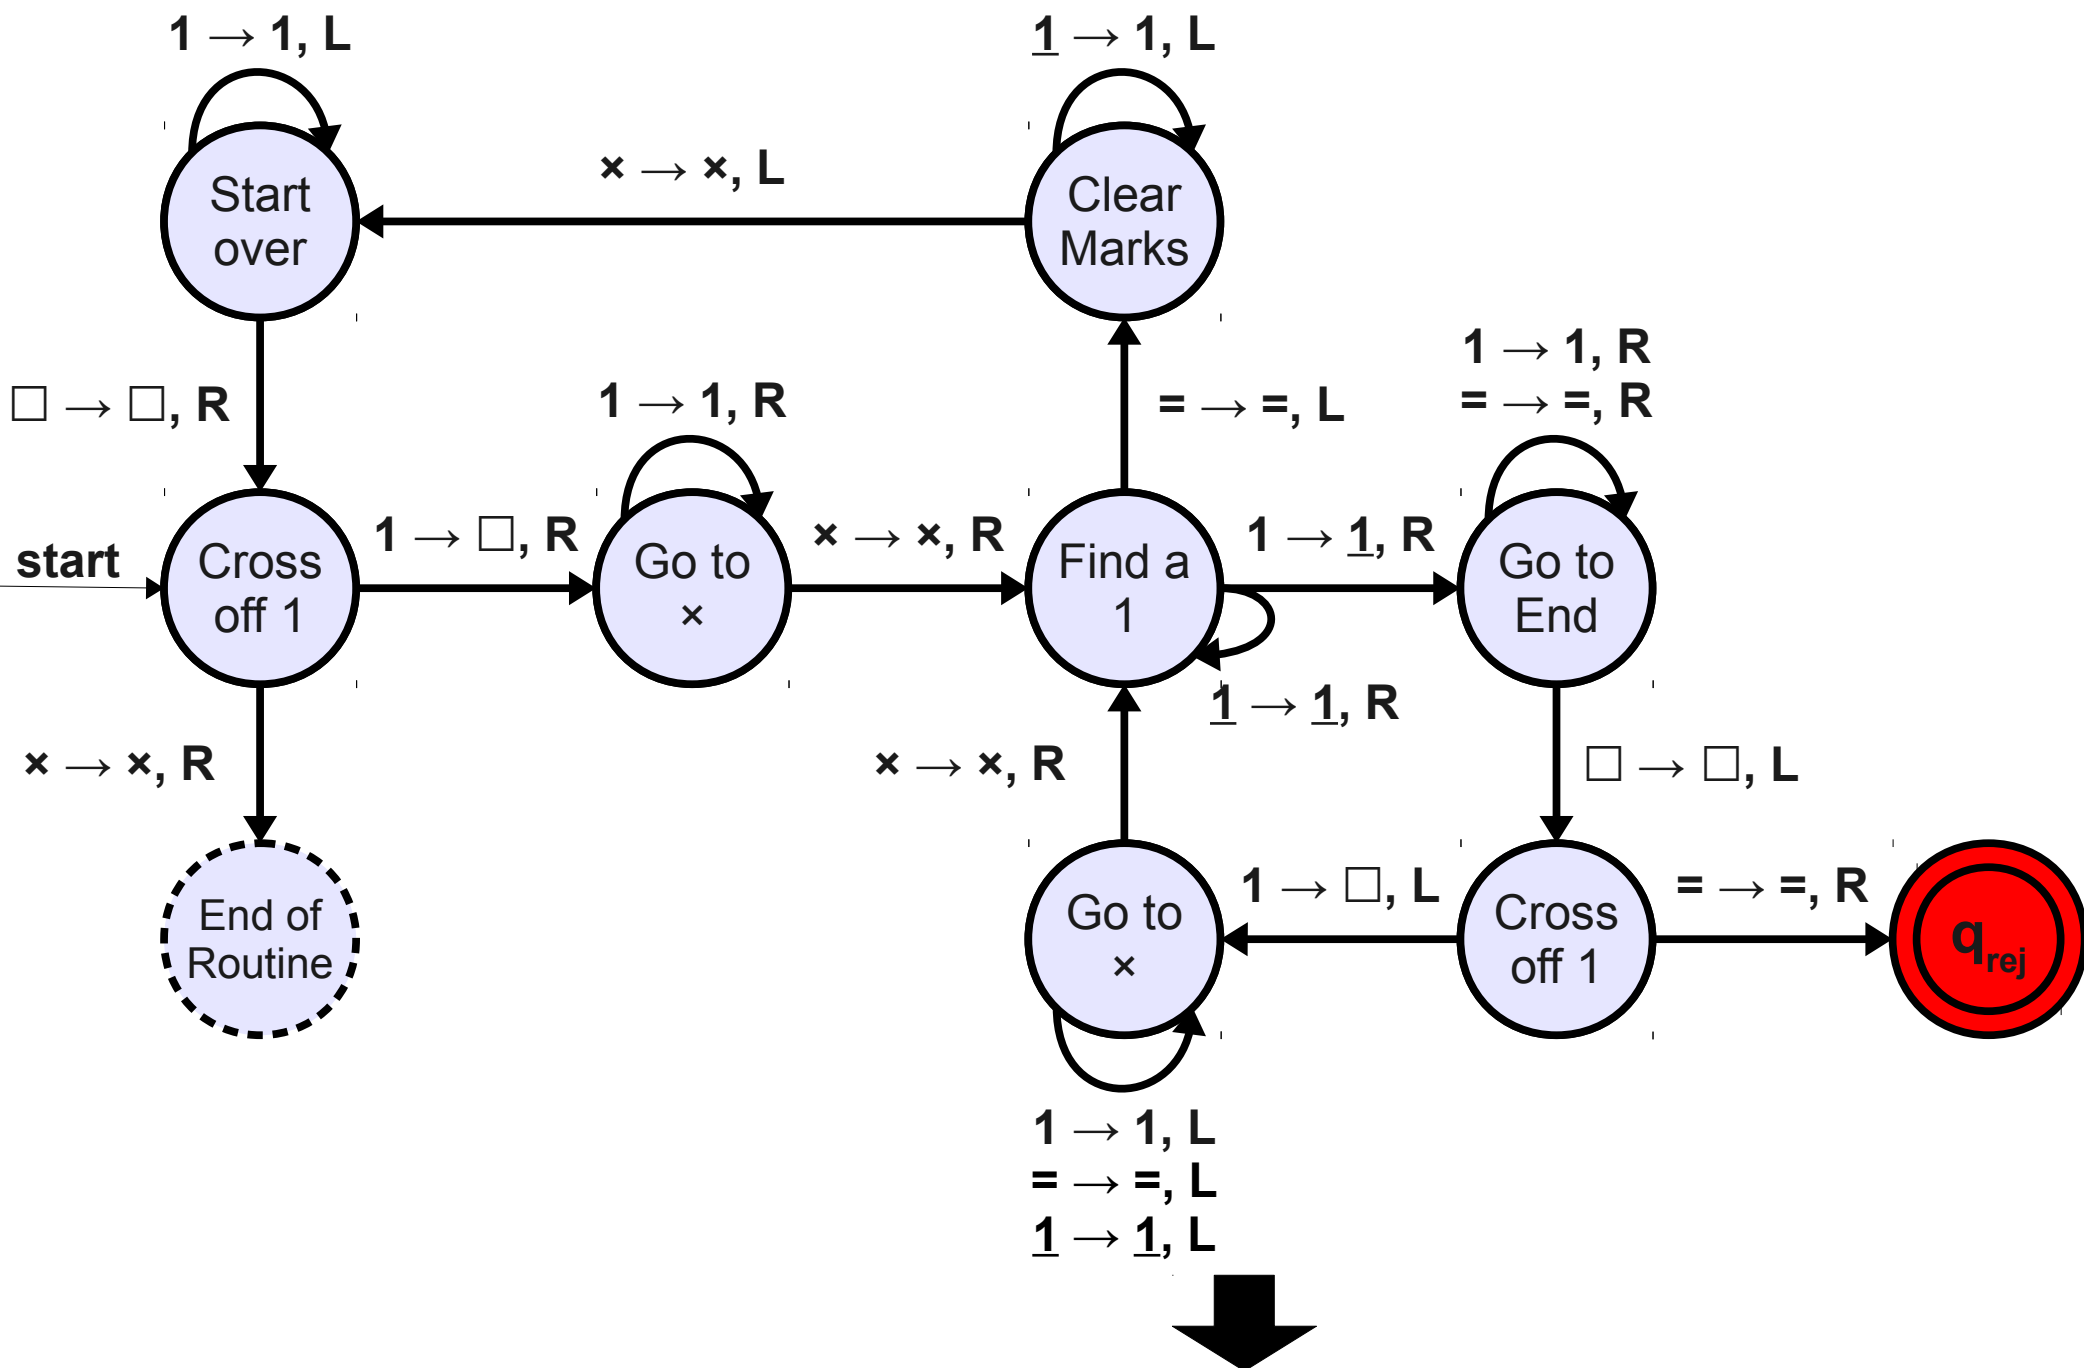 1 → 1, L
1 → 1, L
× → ×, L
Start
over
Clear
Marks
1 → 1, R
= → =, R
□ → □, R
1 → 1, R
= → =, L
start
Cross
off 1
1 → □, R
Go to
×
× → ×, R
Find a
1
1 → 1, R
Go to
End
1 → 1, R
× → ×, R
× → ×, R
□ → □, L
End of
Routine
Go to
×
1 → □, L
Cross
off 1
= → =, R
qrej
1 → 1, L
= → =, L
1 → 1, L